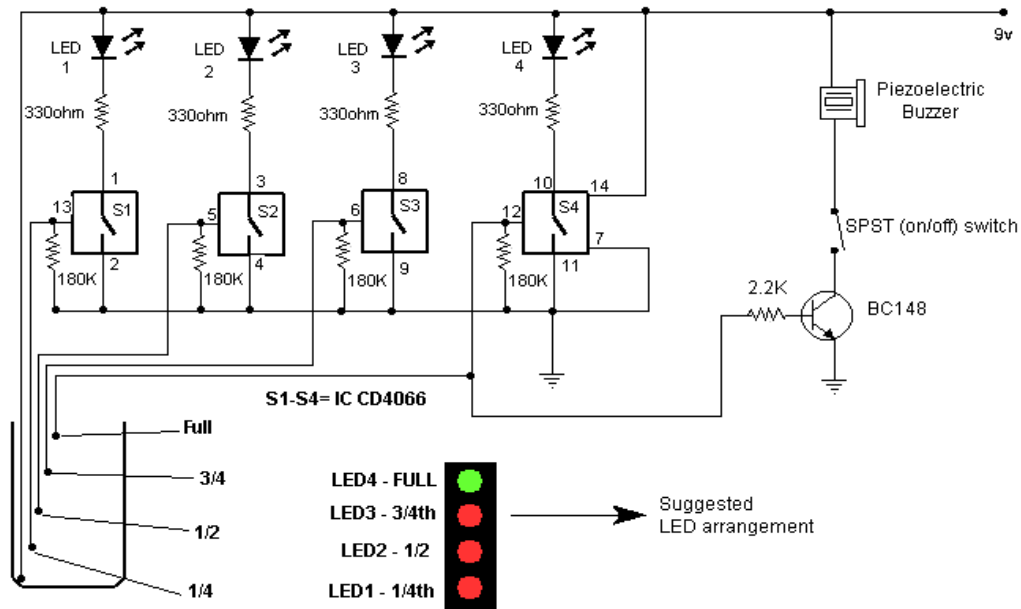 9v
LED
1
LED
2
LED
3
LED
4
Piezoelectric
Buzzer
330ohm
330ohm
330ohm
330ohm
1
3
8
10
14
13
S1
5
S2
6
S3
12
S4
7
2
4
9
11
180K
180K
180K
180K
SPST (on/off) switch
2.2K
BC148
S1-S4= IC CD4066
Full
3/4
1/2
1/4
LED4 - FULL
LED3 - 3/4th
LED2 - 1/2
LED1 - 1/4th
Suggested
LED arrangement